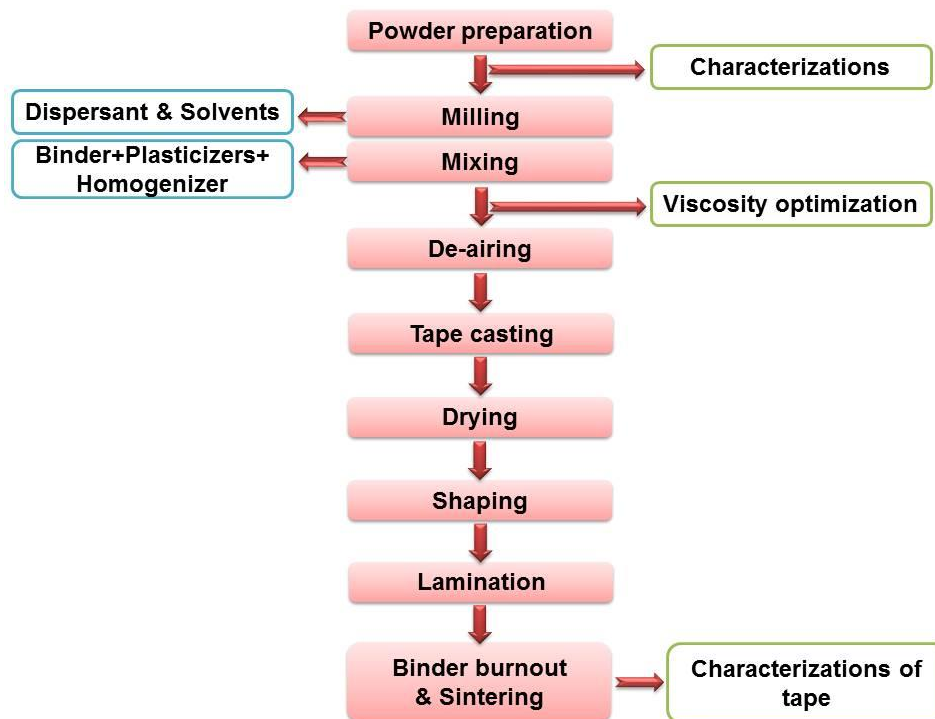 Powder preparation
Characterizations
Dispersant & Solvents
Milling
Binder+Plasticizers+
Homogenizer
Mixing
Viscosity optimization
De-airing
Tape casting
Drying
Shaping
Lamination
Binder burnout
& Sintering
Characterizations of
tape